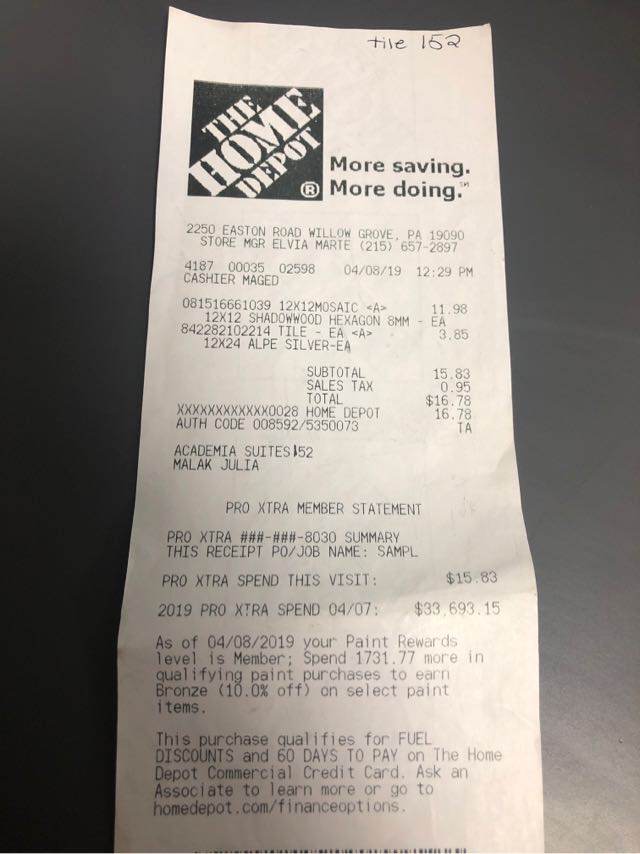 tile 152
THE
HOME
DEPOT
®
More saving.
More doing.℠
2250 EASTON ROAD WILLOW GROVE, PA 19090
STORE MGR ELVIA MARTE (215) 657-2897
4187 00035 02598 04/08/19 12:29 PM
CASHIER MAGED
081516661039 12X12MOSAIC <A> 11.98
12X12 SHADOWWOOD HEXAGON 8MM - EA
842282102214 TILE - EA <A> 3.85
12X24 ALPE SILVER-EA
SUBTOTAL 15.83
SALES TAX 0.95
TOTAL $16.78
XXXXXXXXXXXX0028 HOME DEPOT 16.78
AUTH CODE 008592/5350073 TA
ACADEMIA SUITES 152
MALAK JULIA
PRO XTRA MEMBER STATEMENT
PRO XTRA ###-###-8030 SUMMARY
THIS RECEIPT PO/JOB NAME: SAMPL
PRO XTRA SPEND THIS VISIT: $15.83
2019 PRO XTRA SPEND 04/07: $33,693.15
As of 04/08/2019 your Paint Rewards
level is Member; Spend 1731.77 more in
qualifying paint purchases to earn
Bronze (10.0% off) on select paint
items.
This purchase qualifies for FUEL
DISCOUNTS and 60 DAYS TO PAY on The Home
Depot Commercial Credit Card. Ask an
Associate to learn more or go to
homedepot.com/financeoptions.